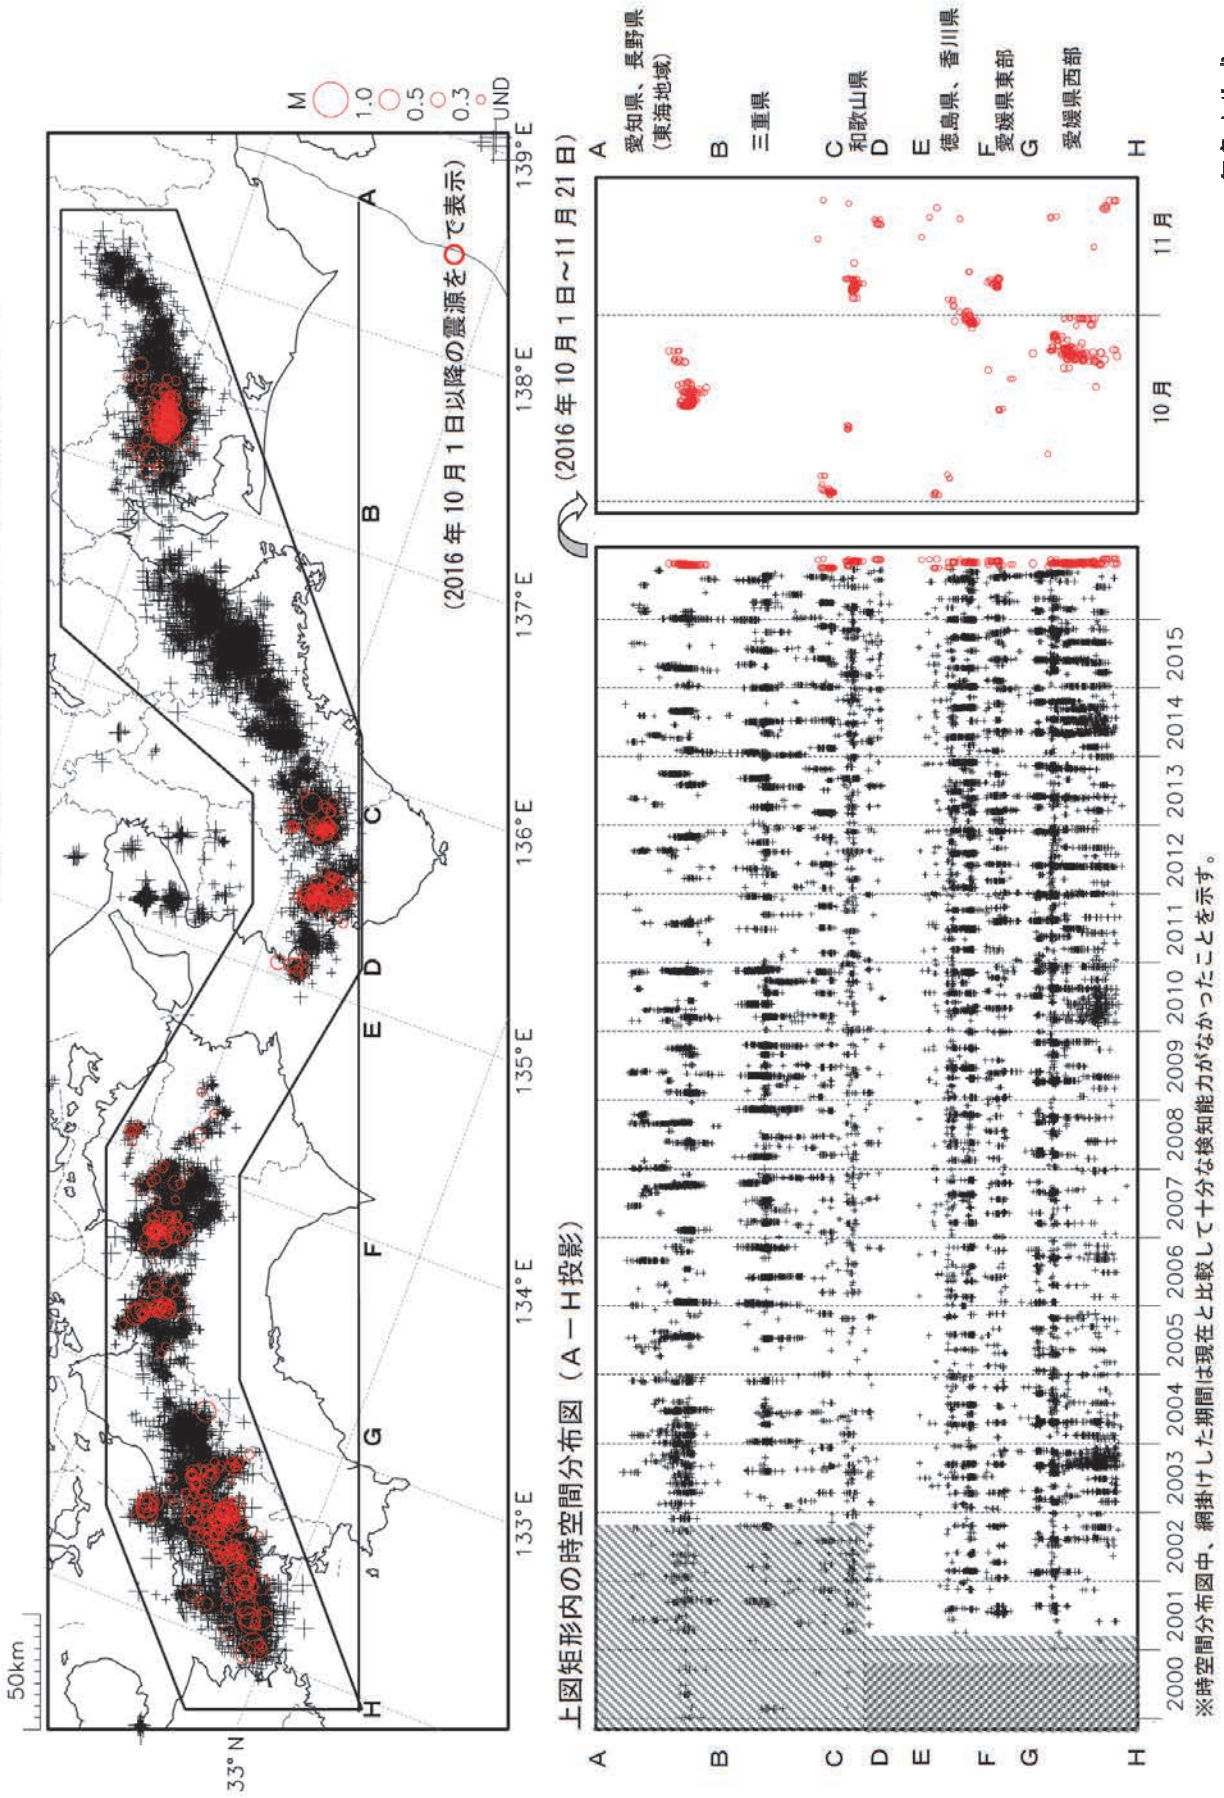 50km
33°N
133°E
134°E
135°E
136°E
137°E
138°E
139°E
M
1.0
0.5
0.3
UND
H
G
F
E
D
C
B
A
(2016 年 10 月 1 日以降の震源を○で表示)
上図矩形内の時空間分布図(A－H投影)
(2016 年 10 月 1 日～11 月 21 日)
A
B
C
D
E
F
G
H
2000 2001 2002 2003 2004 2005 2006 2007 2008 2009 2010 2011 2012 2013 2014 2015
10 月
11 月
A
愛知県、長野県
(東海地域)
B
三重県
C
和歌山県
D
E
徳島県、香川県
F
愛媛県東部
G
愛媛県西部
H
※時空間分布図中、網掛けした期間は現在と比較して十分な検知能力がなかったことを示す。